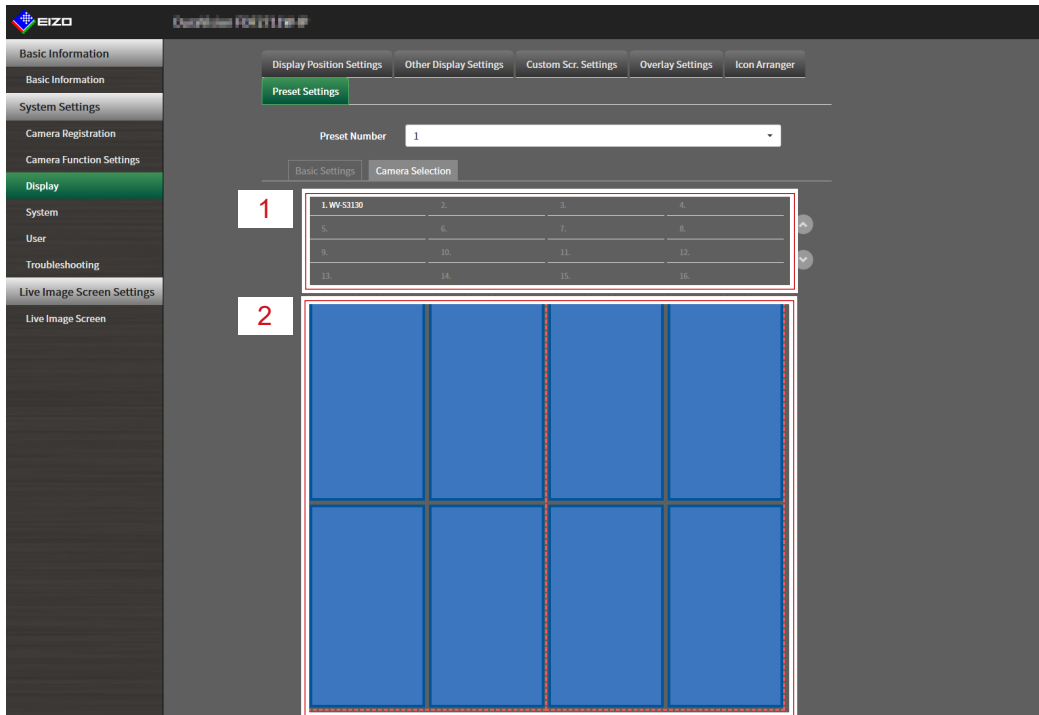 EIZO
Basic Information
Basic Information
System Settings
Camera Registration
Camera Function Settings
Display
System
User
Troubleshooting
Live Image Screen Settings
Live Image Screen
Display Position Settings Other Display Settings Custom Scr. Settings Overlay Settings Icon Arranger
Preset Settings
Preset Number 1
Basic Settings Camera Selection
1
1. WV-S3130 2. 3. 4.
5. 6. 7. 8.
9. 10. 11. 12.
13. 14. 15. 16.
2